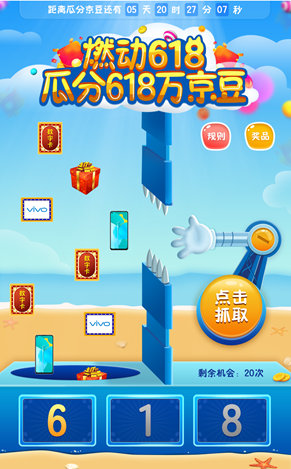 距离瓜分京豆还有 05 天 20 时 27 分 07 秒
燃动618
瓜分618万京豆
规则
奖品
数字卡
vivo
数字卡
vivo
数字卡
点击
抓取
剩余机会：20次
6 1 8